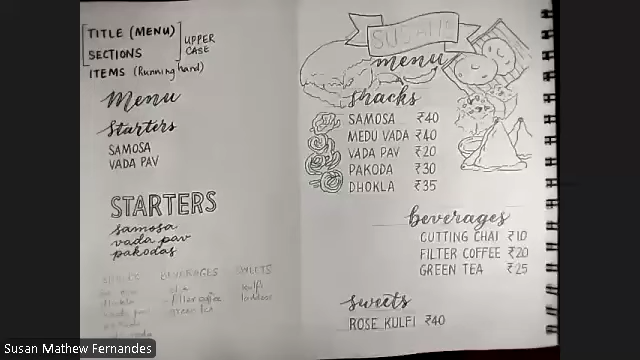 TITLE (MENU)
SECTIONS
UPPER
CASE
ITEMS (Running hand)
Menu
Starters
SAMOSA
VADA PAV
STARTERS
samosa
vada pav
pakodas
BEVERAGES
SWEETS
filter coffee
kulfi
SUSAN'S
menu
snacks
SAMOSA ₹40
MEDU VADA ₹40
VADA PAV ₹20
PAKODA ₹30
DHOKLA ₹35
beverages
CUTTING CHAI ₹10
FILTER COFFEE ₹20
GREEN TEA ₹25
sweets
ROSE KULFI ₹40
Susan Mathew Fernandes